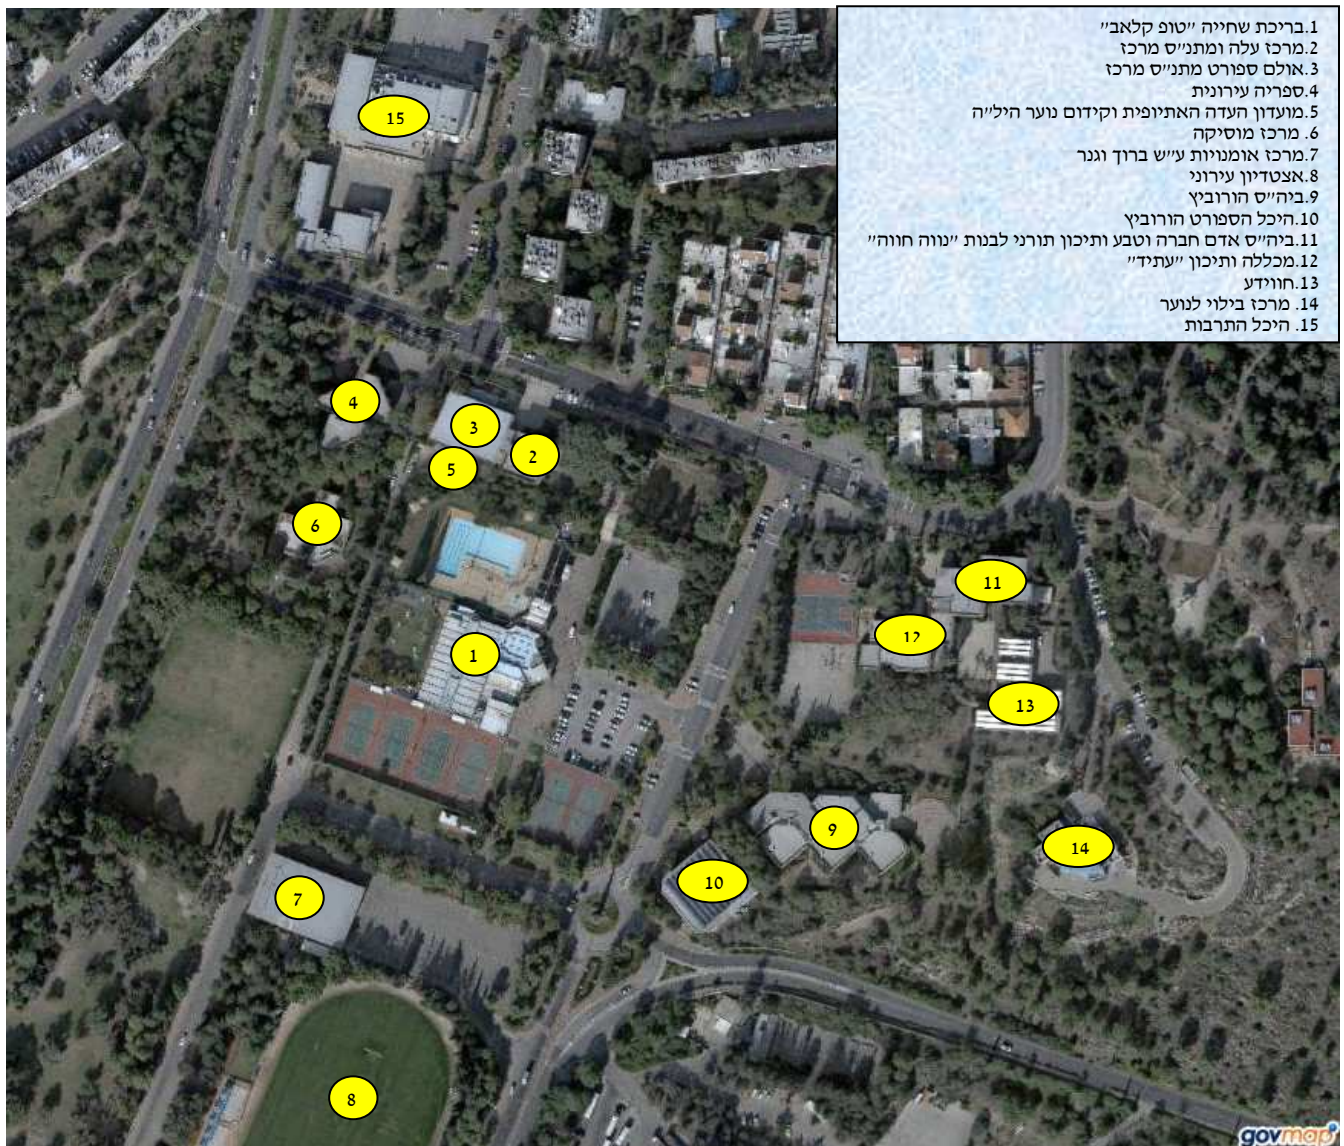 1.בריכת שחייה "טופ קלאב"
2.מרכז עלה ומתנ"ס מרכז
3.אולם ספורט מתנ"ס מרכז
4.ספריה עירונית
5.מועדון העדה האתיופית וקידום נוער היל"ה
6. מרכז מוסיקה
7.מרכז אומנויות ע"ש ברוך וגנר
8.אצטדיון עירוני
9.ביה"ס הורוביץ
10.היכל הספורט הורוביץ
11.ביה"ס אדם חברה וטבע ותיכון תורני לבנות "נווה חווה"
12.מכללה ותיכון "עתיד"
13.חווידע
14. מרכז בילוי לנוער
15. היכל התרבות
15
4
3
2
5
6
11
12
1
13
9
14
10
7
8
govmap